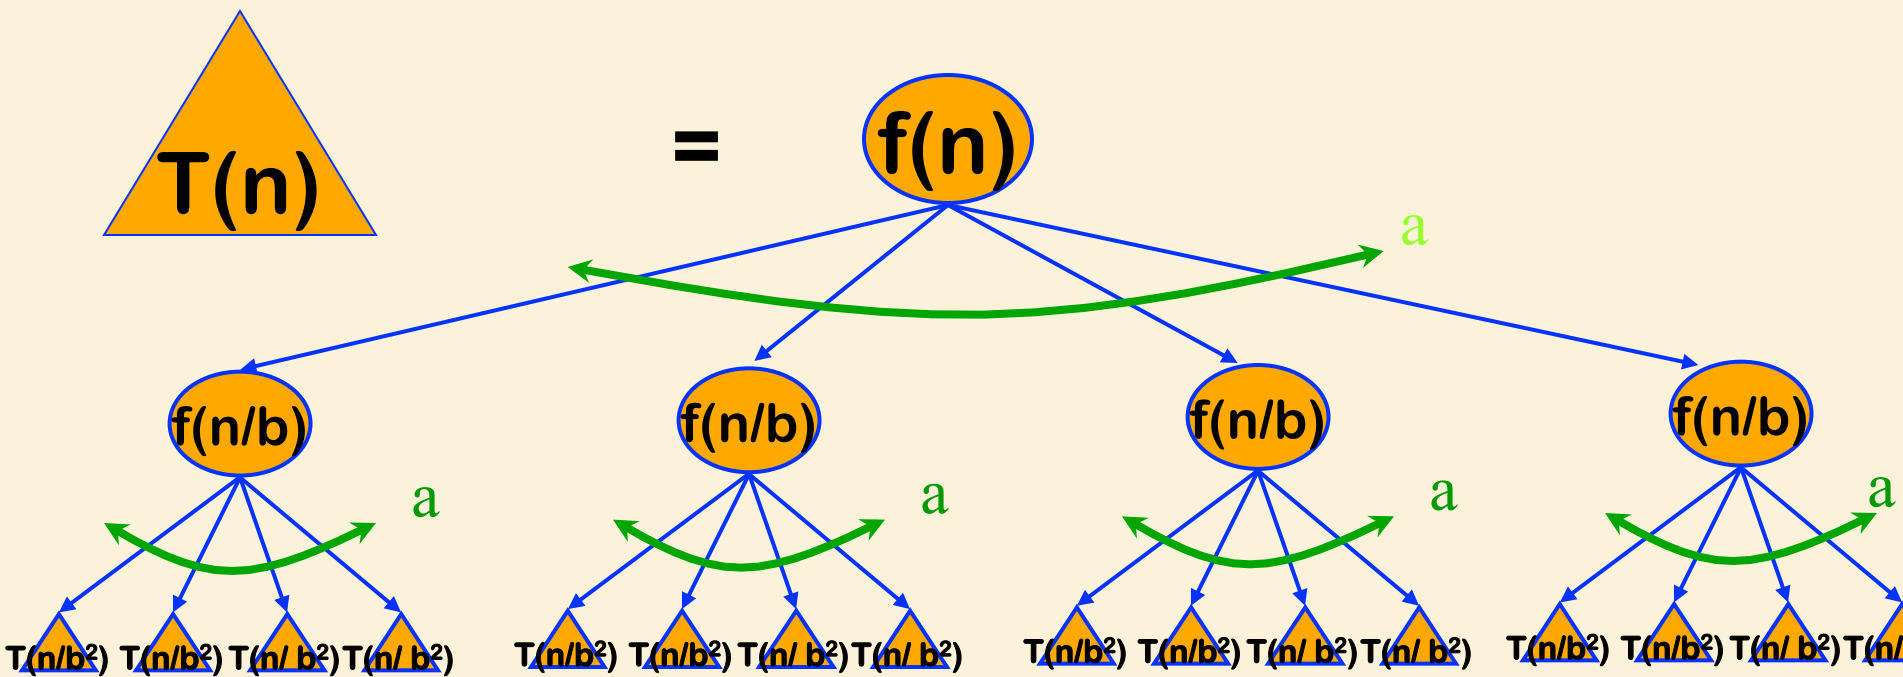 T(n) = f(n)
a
f(n/b) f(n/b) f(n/b) f(n/b)
a a a a
T(n/b²) T(n/b²) T(n/ b²) T(n/ b²) T(n/b²) T(n/b²) T(n/ b²) T(n/ b²) T(n/b²) T(n/b²) T(n/ b²) T(n/ b²) T(n/b²) T(n/b²) T(n/ b²) T(n/